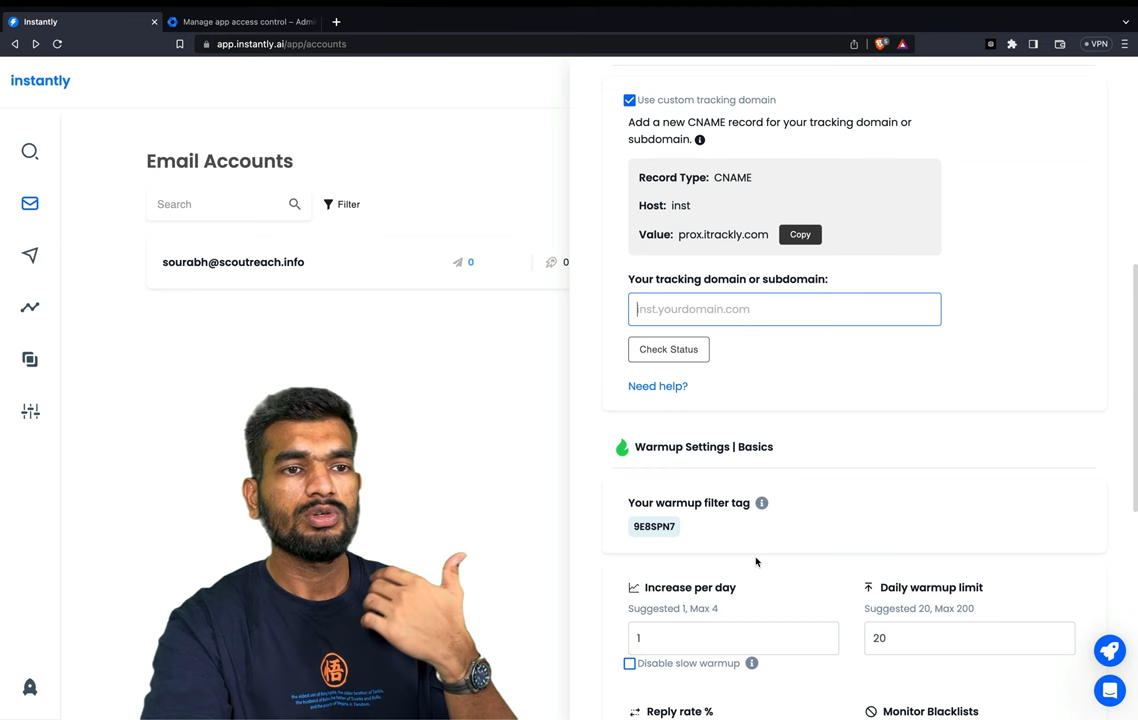 Instantly
Manage app access control – Admi
app.instantly.ai/app/accounts
5
VPN
instantly
Email Accounts
Search
Filter
sourabh@scoutreach.info
0
0
Use custom tracking domain
Add a new CNAME record for your tracking domain or
subdomain.
Record Type: CNAME
Host: inst
Value: prox.itrackly.com
Copy
Your tracking domain or subdomain:
inst.yourdomain.com
Check Status
Need help?
Warmup Settings | Basics
Your warmup filter tag
9E8SPN7
Increase per day
Suggested 1, Max 4
1
Disable slow warmup
Daily warmup limit
Suggested 20, Max 200
20
Reply rate %
Monitor Blacklists
悟